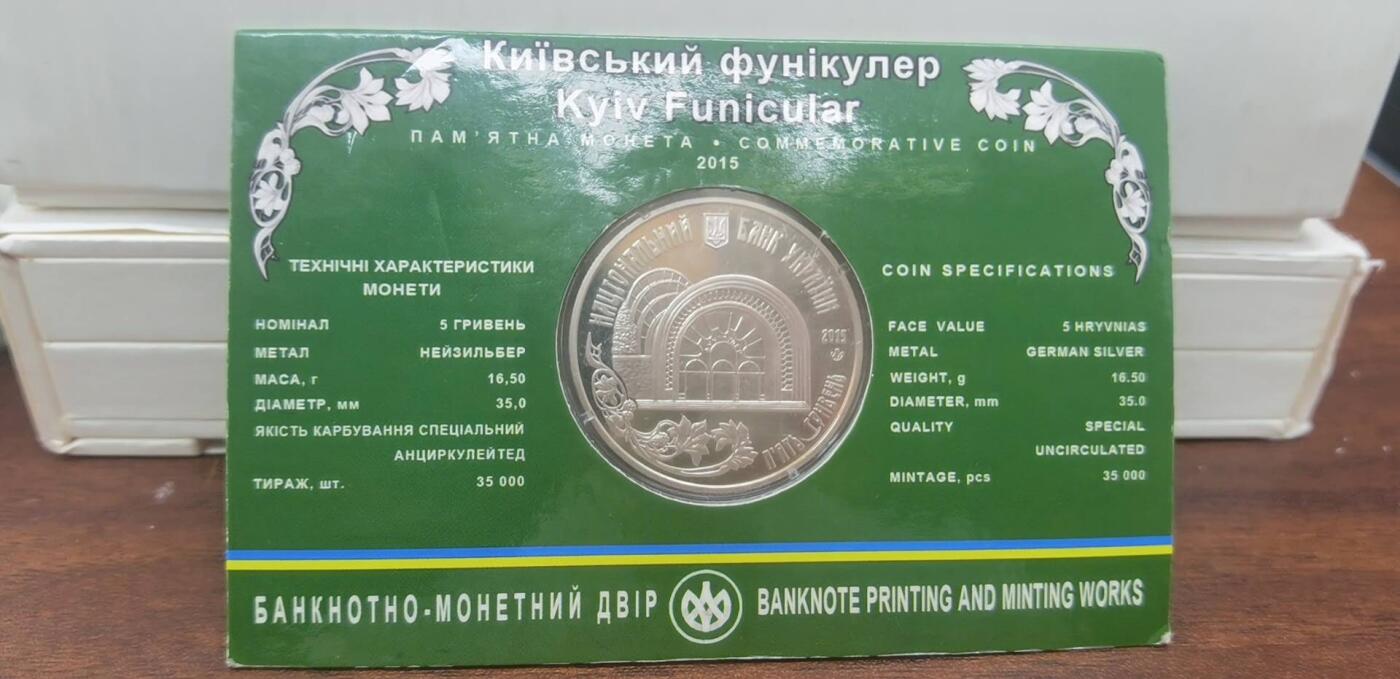 Київський фунікулер
Kyiv Funicular
ПАМ'ЯТНА МОНЕТА • COMMEMORATIVE COIN
2015
ТЕХНІЧНІ ХАРАКТЕРИСТИКИ
МОНЕТИ
НОМІНАЛ 5 ГРИВЕНЬ
МЕТАЛ НЕЙЗИЛЬБЕР
МАСА, г 16,50
ДІАМЕТР, мм 35,0
ЯКІСТЬ КАРБУВАННЯ СПЕЦІАЛЬНИЙ
АНЦИРКУЛЕЙТЕД
ТИРАЖ, шт. 35 000
НАЦІОНАЛЬНИЙ БАНК УКРАЇНИ
2015
П'ЯТЬ ГРИВЕНЬ
COIN SPECIFICATIONS
FACE VALUE 5 HRYVNIAS
METAL GERMAN SILVER
WEIGHT, g 16.50
DIAMETER, mm 35.0
QUALITY SPECIAL
UNCIRCULATED
MINTAGE, pcs 35 000
БАНКНОТНО-МОНЕТНИЙ ДВІР BANKNOTE PRINTING AND MINTING WORKS